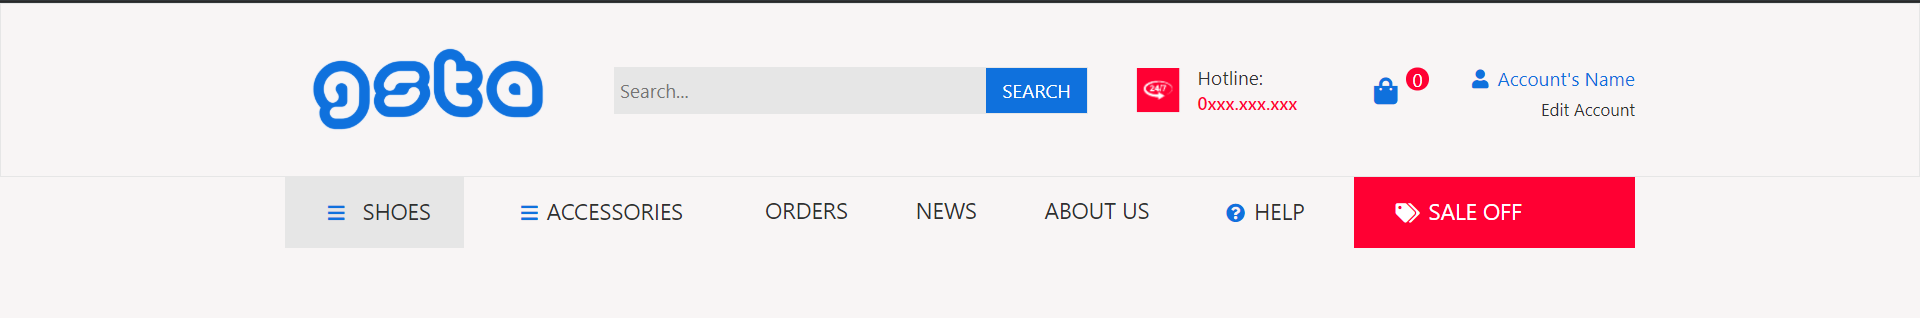 gsta
Search...
SEARCH
24/7
Hotline:
0xxx.xxx.xxx
0
Account's Name
Edit Account
SHOES
ACCESSORIES
ORDERS
NEWS
ABOUT US
HELP
SALE OFF